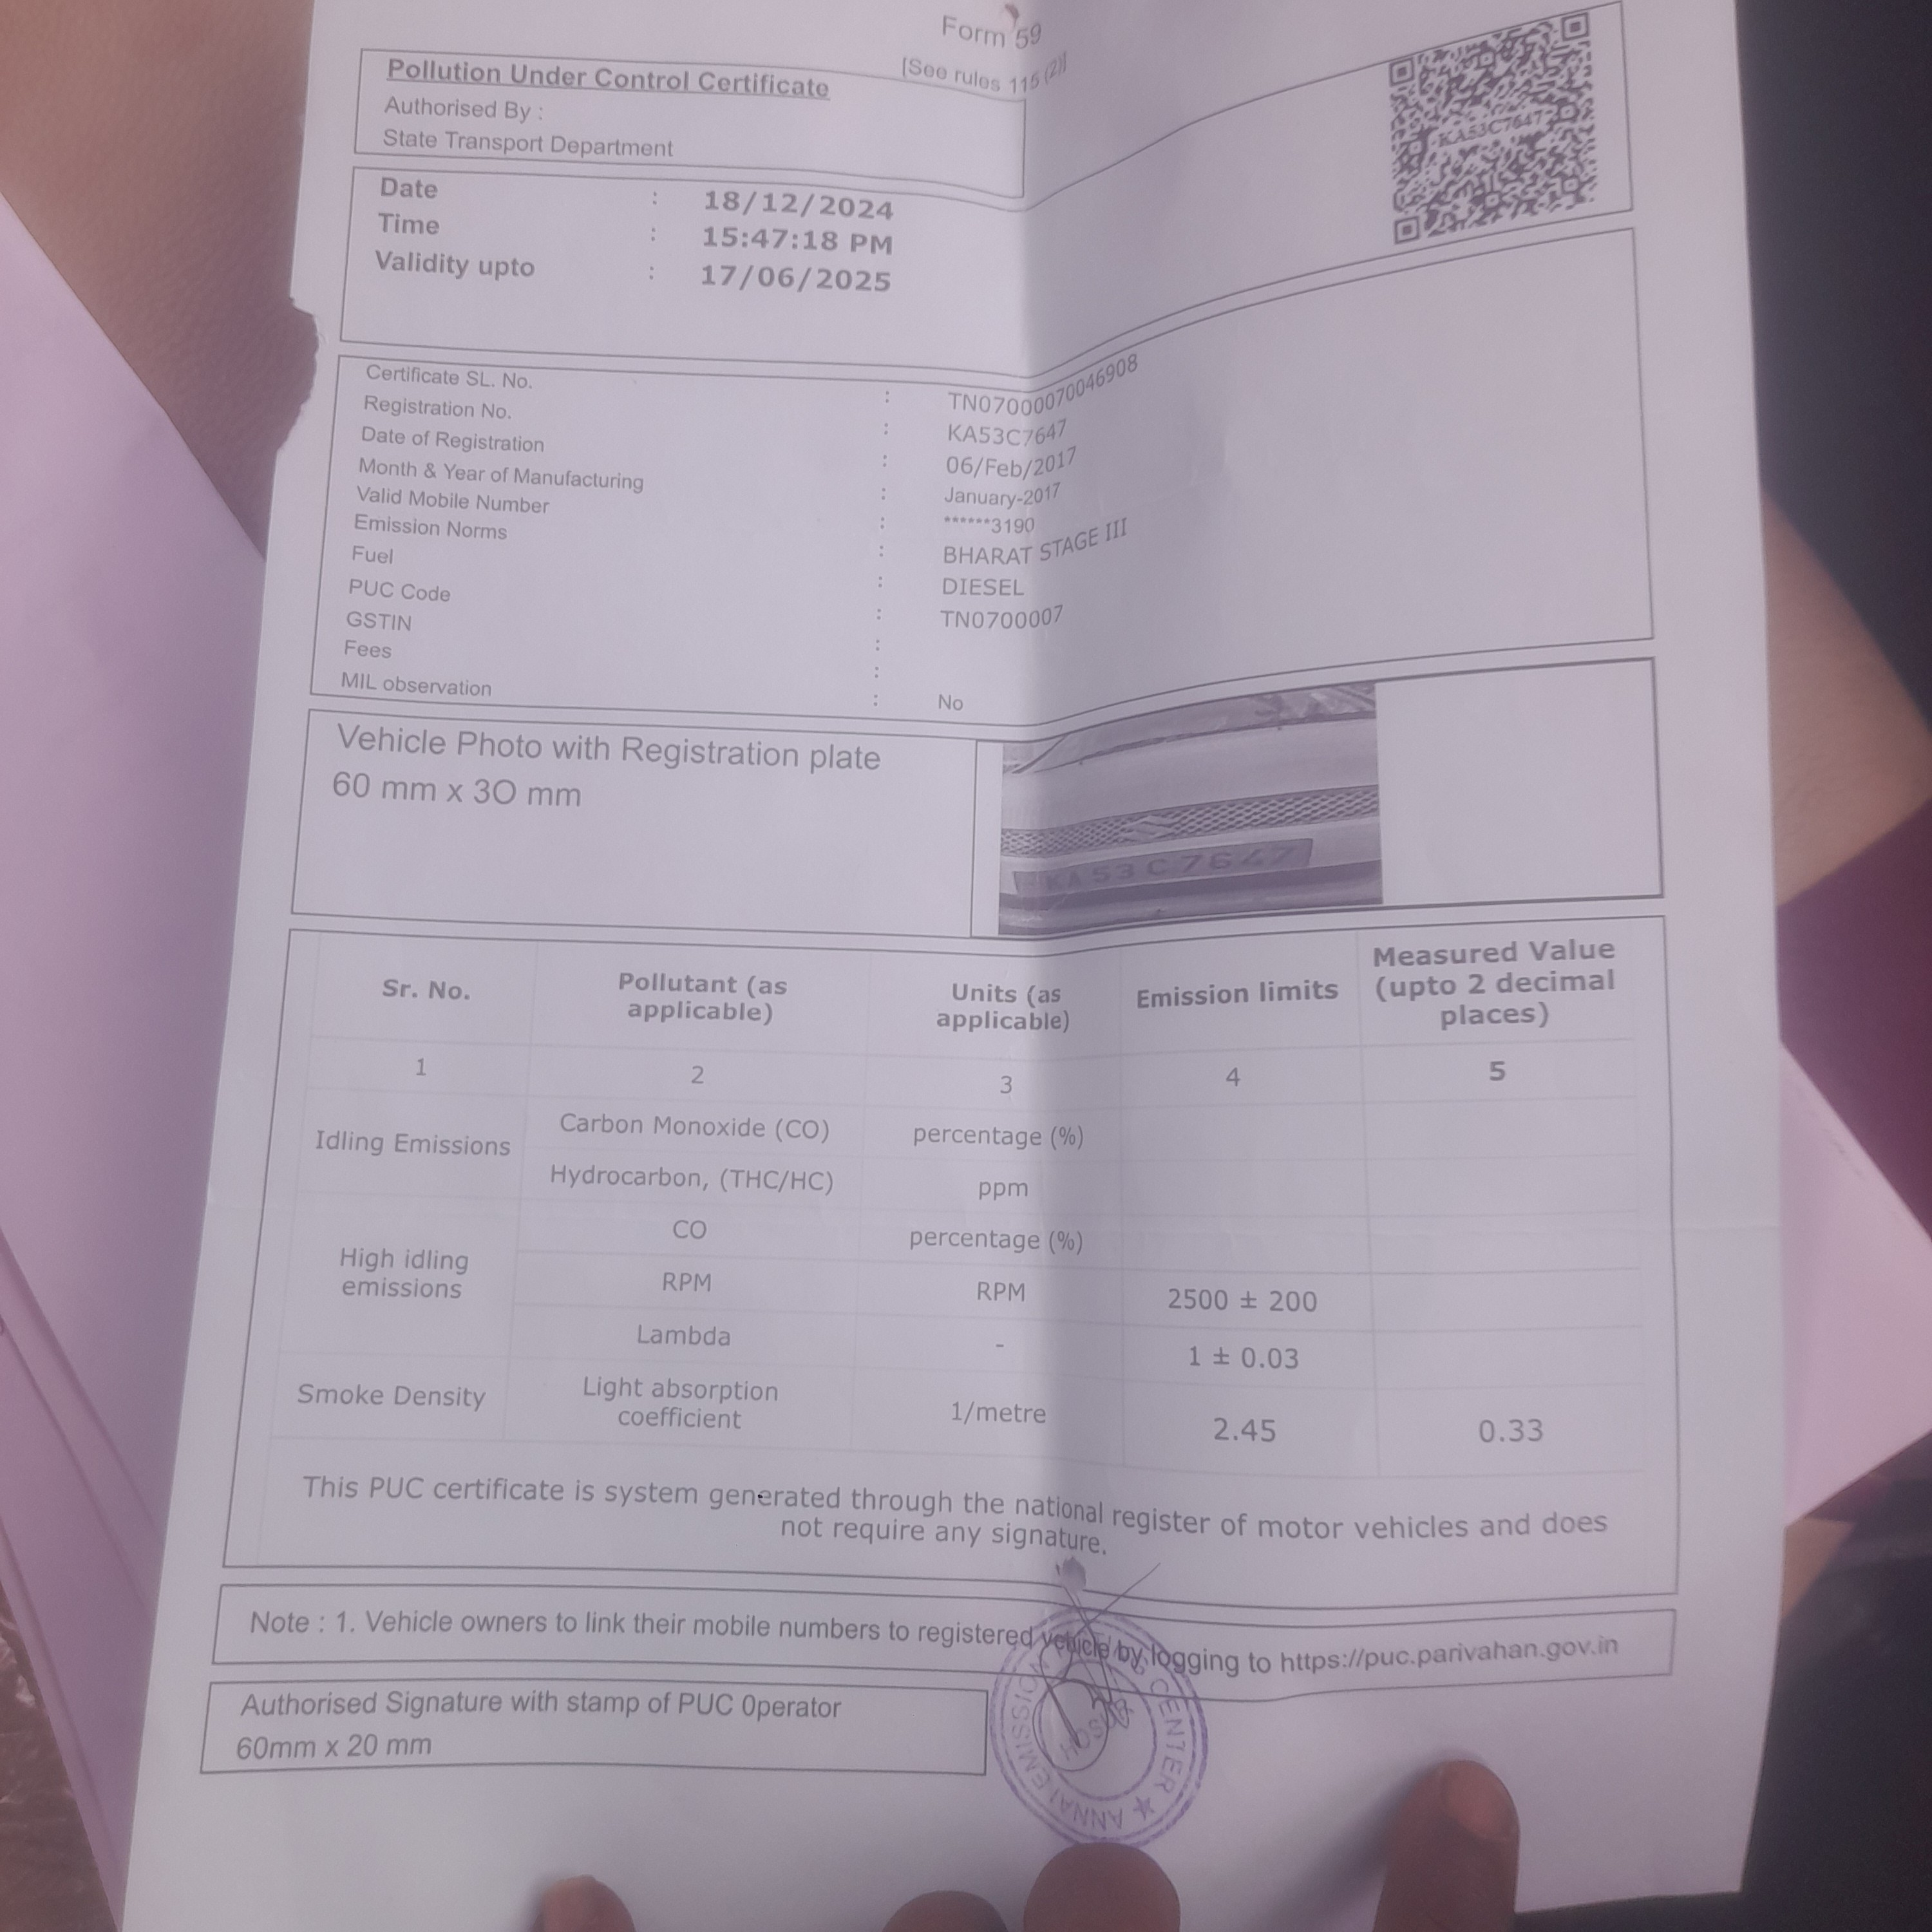 Form 59
[See rules 115 (2)]
Pollution Under Control Certificate
Authorised By :
State Transport Department
KA53C7647
Date : 18/12/2024
Time : 15:47:18 PM
Validity upto : 17/06/2025
Certificate SL. No. : TN07000070046908
Registration No. : KA53C7647
Date of Registration : 06/Feb/2017
Month & Year of Manufacturing : January-2017
Valid Mobile Number : ******3190
Emission Norms : BHARAT STAGE III
Fuel : DIESEL
PUC Code : TN0700007
GSTIN :
Fees :
MIL observation : No
Vehicle Photo with Registration plate
60 mm x 3O mm
KA 53 C 7647
Sr. No. Pollutant (as applicable) Units (as applicable) Emission limits Measured Value (upto 2 decimal places)
1 2 3 4 5
Idling Emissions Carbon Monoxide (CO) percentage (%)
Hydrocarbon, (THC/HC) ppm
High idling emissions CO percentage (%)
RPM RPM 2500 ± 200
Lambda - 1 ± 0.03
Smoke Density Light absorption coefficient 1/metre 2.45 0.33
This PUC certificate is system generated through the national register of motor vehicles and does
not require any signature.
Note : 1. Vehicle owners to link their mobile numbers to registered vehicle by logging to https://puc.parivahan.gov.in
Authorised Signature with stamp of PUC 0perator
60mm x 20 mm
ANNAI EMISSION CENTER